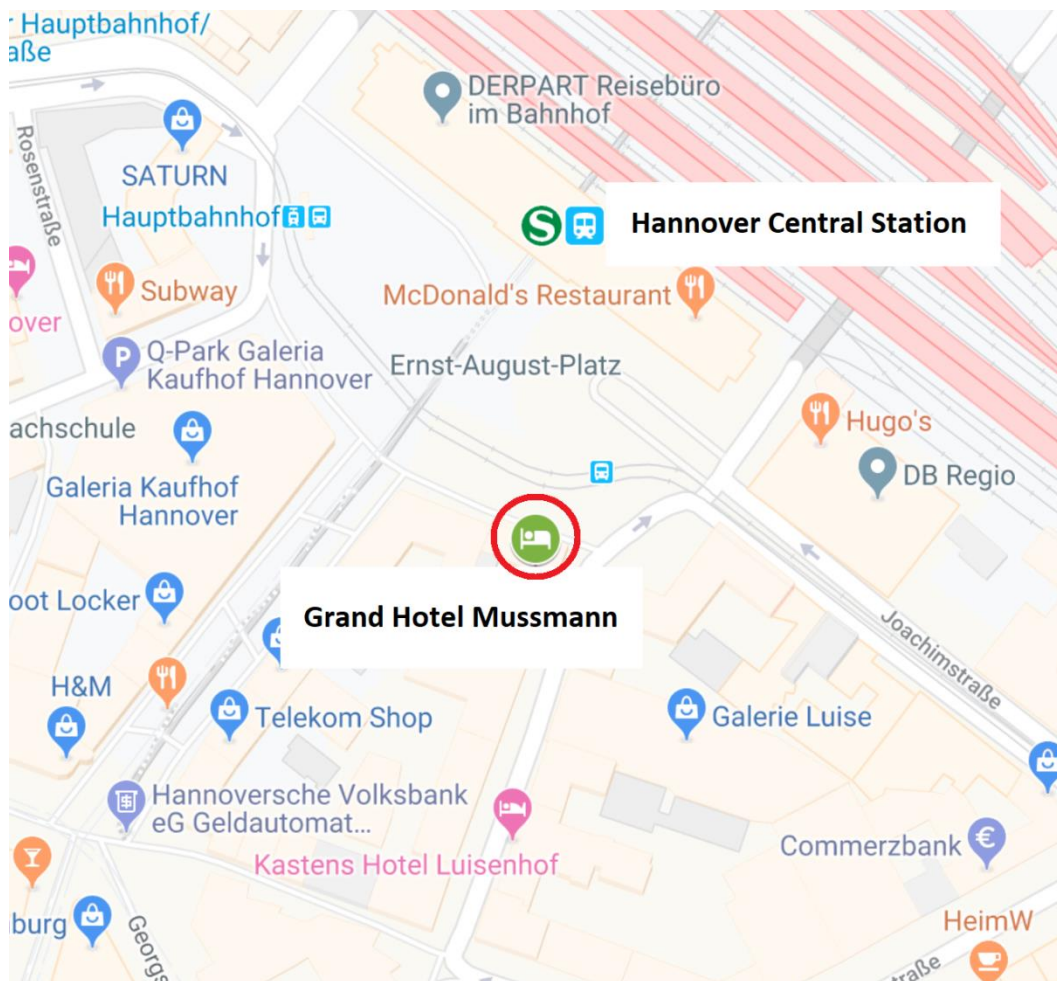 Hauptbahnhof/
aße
DERPART Reisebüro
im Bahnhof
Rosenstraße
SATURN
Hauptbahnhof
Hannover Central Station
Subway
McDonald's Restaurant
over
Q-Park Galeria
Kaufhof Hannover
Ernst-August-Platz
achschule
Hugo's
DB Regio
Galeria Kaufhof
Hannover
oot Locker
Grand Hotel Mussmann
Joachimstraße
H&M
Telekom Shop
Galerie Luise
Hannoversche Volksbank
eG Geldautomat...
Kastens Hotel Luisenhof
Commerzbank
burg
Georgs
HeimW
straße